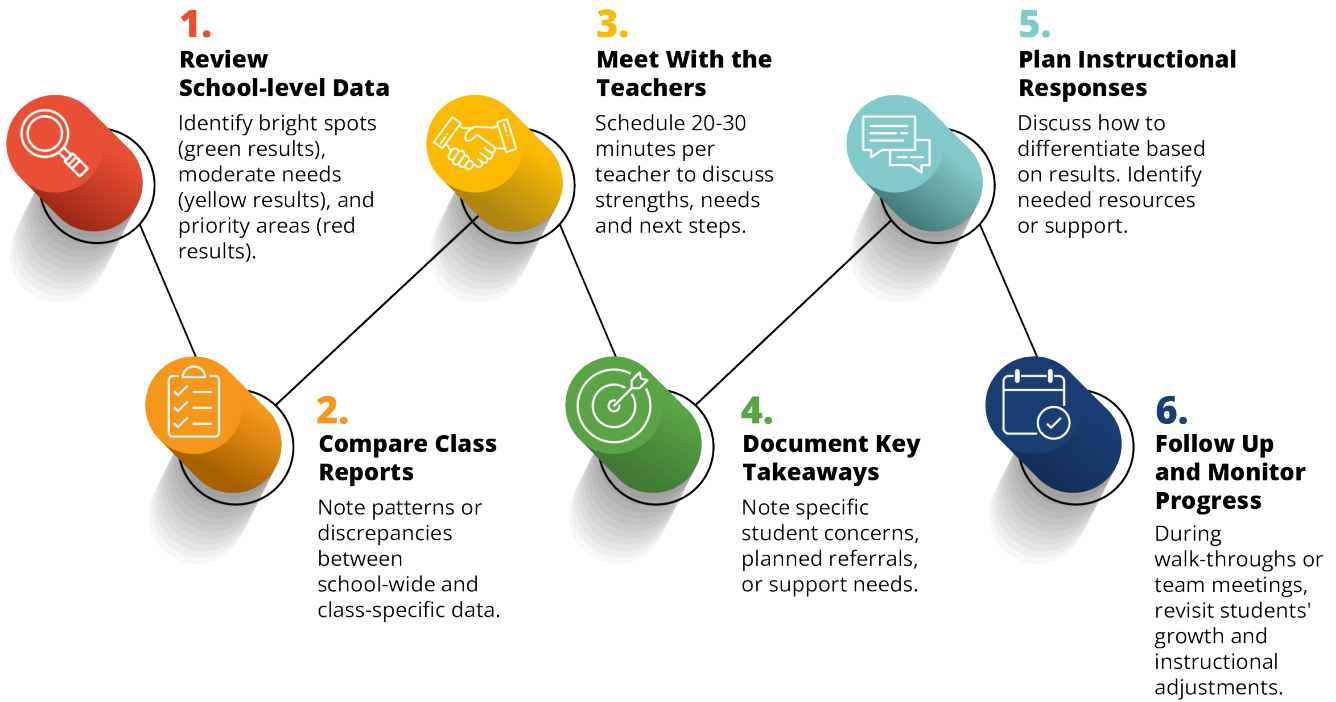 1.
Review
School-level Data
Identify bright spots
(green results),
moderate needs
(yellow results), and
priority areas (red
results).
2.
Compare Class
Reports
Note patterns or
discrepancies
between
school-wide and
class-specific data.
3.
Meet With the
Teachers
Schedule 20-30
minutes per
teacher to discuss
strengths, needs
and next steps.
4.
Document Key
Takeaways
Note specific
student concerns,
planned referrals,
or support needs.
5.
Plan Instructional
Responses
Discuss how to
differentiate based
on results. Identify
needed resources
or support.
6.
Follow Up
and Monitor
Progress
During
walk-throughs or
team meetings,
revisit students'
growth and
instructional
adjustments.